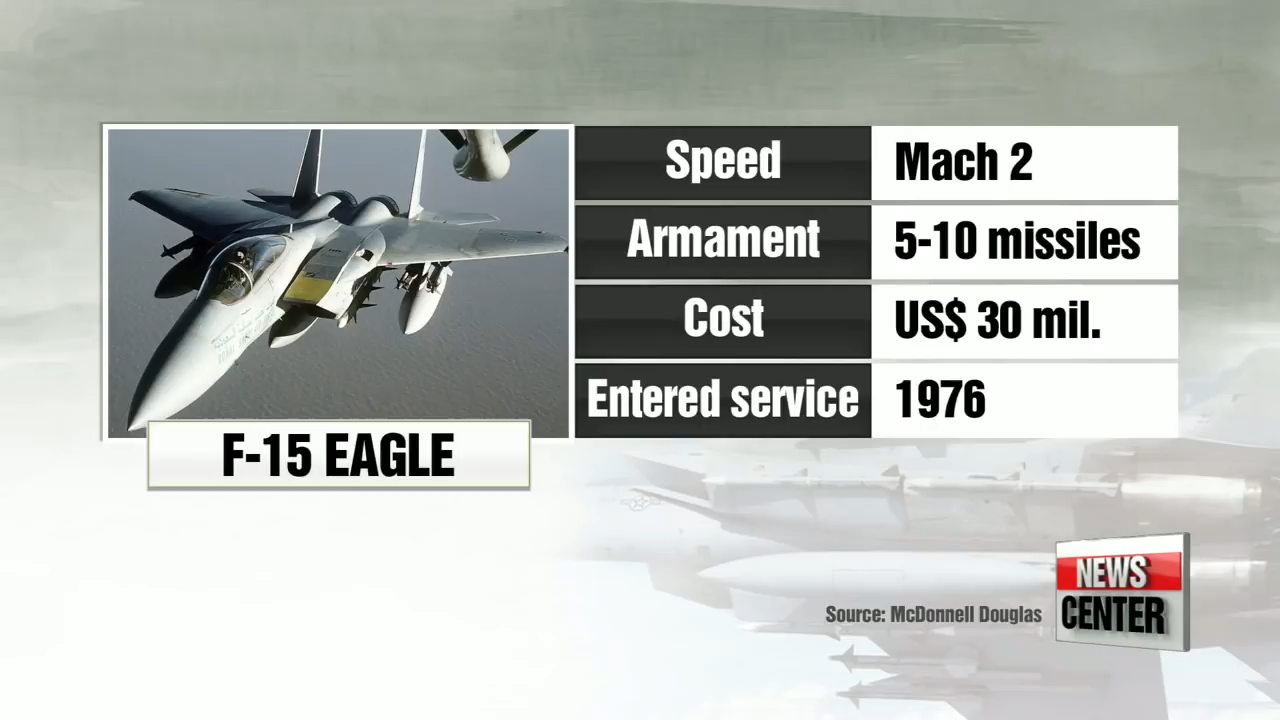 Speed
Mach 2
Armament
5-10 missiles
Cost
US$ 30 mil.
Entered service
1976
F-15 EAGLE
Source: McDonnell Douglas
NEWS
CENTER